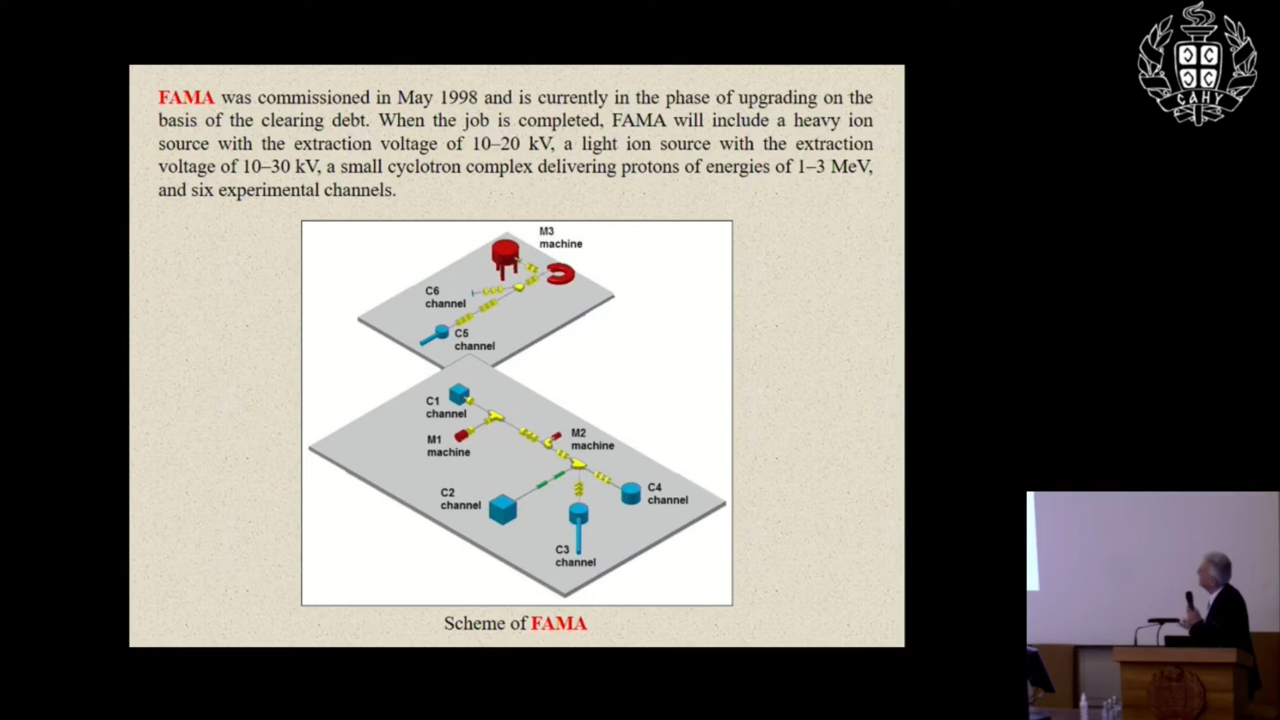 FAMA was commissioned in May 1998 and is currently in the phase of upgrading on the
basis of the clearing debt. When the job is completed, FAMA will include a heavy ion
source with the extraction voltage of 10–20 kV, a light ion source with the extraction
voltage of 10–30 kV, a small cyclotron complex delivering protons of energies of 1–3 MeV,
and six experimental channels.
M3
machine
C6
channel
C5
channel
C1
channel
M1
machine
M2
machine
C2
channel
C4
channel
C3
channel
Scheme of FAMA
САНУ